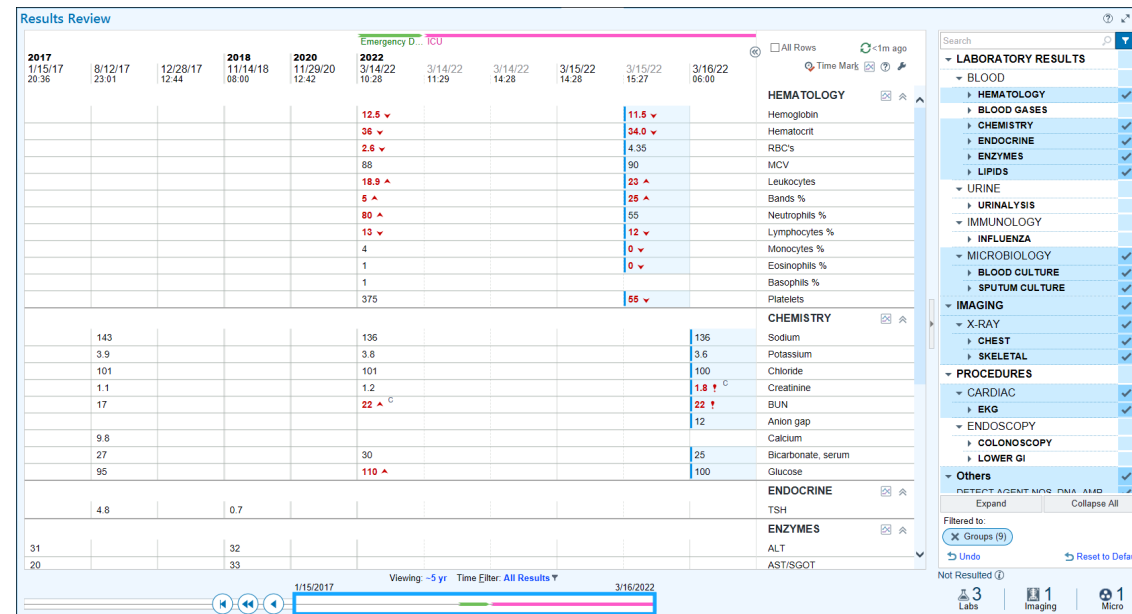 Results Review
Emergency D... ICU
2017 2018 2020 2022
1/15/17 8/12/17 12/28/17 11/14/18 11/29/20 3/14/22 3/14/22 3/14/22 3/15/22 3/15/22 3/16/22
20:36 23:01 12:44 08:00 12:42 10:28 11:29 14:28 14:28 15:27 06:00
All Rows <1m ago
Time Mark
HEMATOLOGY
12.5 11.5 Hemoglobin
36 34.0 Hematocrit
2.6 4.35 RBC's
88 90 MCV
18.9 23 Leukocytes
5 25 Bands %
80 55 Neutrophils %
13 12 Lymphocytes %
4 0 Monocytes %
1 0 Eosinophils %
1 Basophils %
375 55 Platelets
CHEMISTRY
143 136 136 Sodium
3.9 3.8 3.6 Potassium
101 101 100 Chloride
1.1 1.2 1.8 ! C Creatinine
17 22 C 22 ! BUN
12 Anion gap
9.8 Calcium
27 30 25 Bicarbonate, serum
95 110 100 Glucose
ENDOCRINE
4.8 0.7 TSH
ENZYMES
31 32 ALT
20 33 AST/SGOT
Viewing: ~5 yr Time Filter: All Results
1/15/2017 3/16/2022
Search
LABORATORY RESULTS
BLOOD
HEMATOLOGY
BLOOD GASES
CHEMISTRY
ENDOCRINE
ENZYMES
LIPIDS
URINE
URINALYSIS
IMMUNOLOGY
INFLUENZA
MICROBIOLOGY
BLOOD CULTURE
SPUTUM CULTURE
IMAGING
X-RAY
CHEST
SKELETAL
PROCEDURES
CARDIAC
EKG
ENDOSCOPY
COLONOSCOPY
LOWER GI
Others
DETECT AGENT NOS, DNA, AMP
Expand Collapse All
Filtered to:
Groups (9)
Undo Reset to Defau
Not Resulted
3 1 1
Labs Imaging Micro